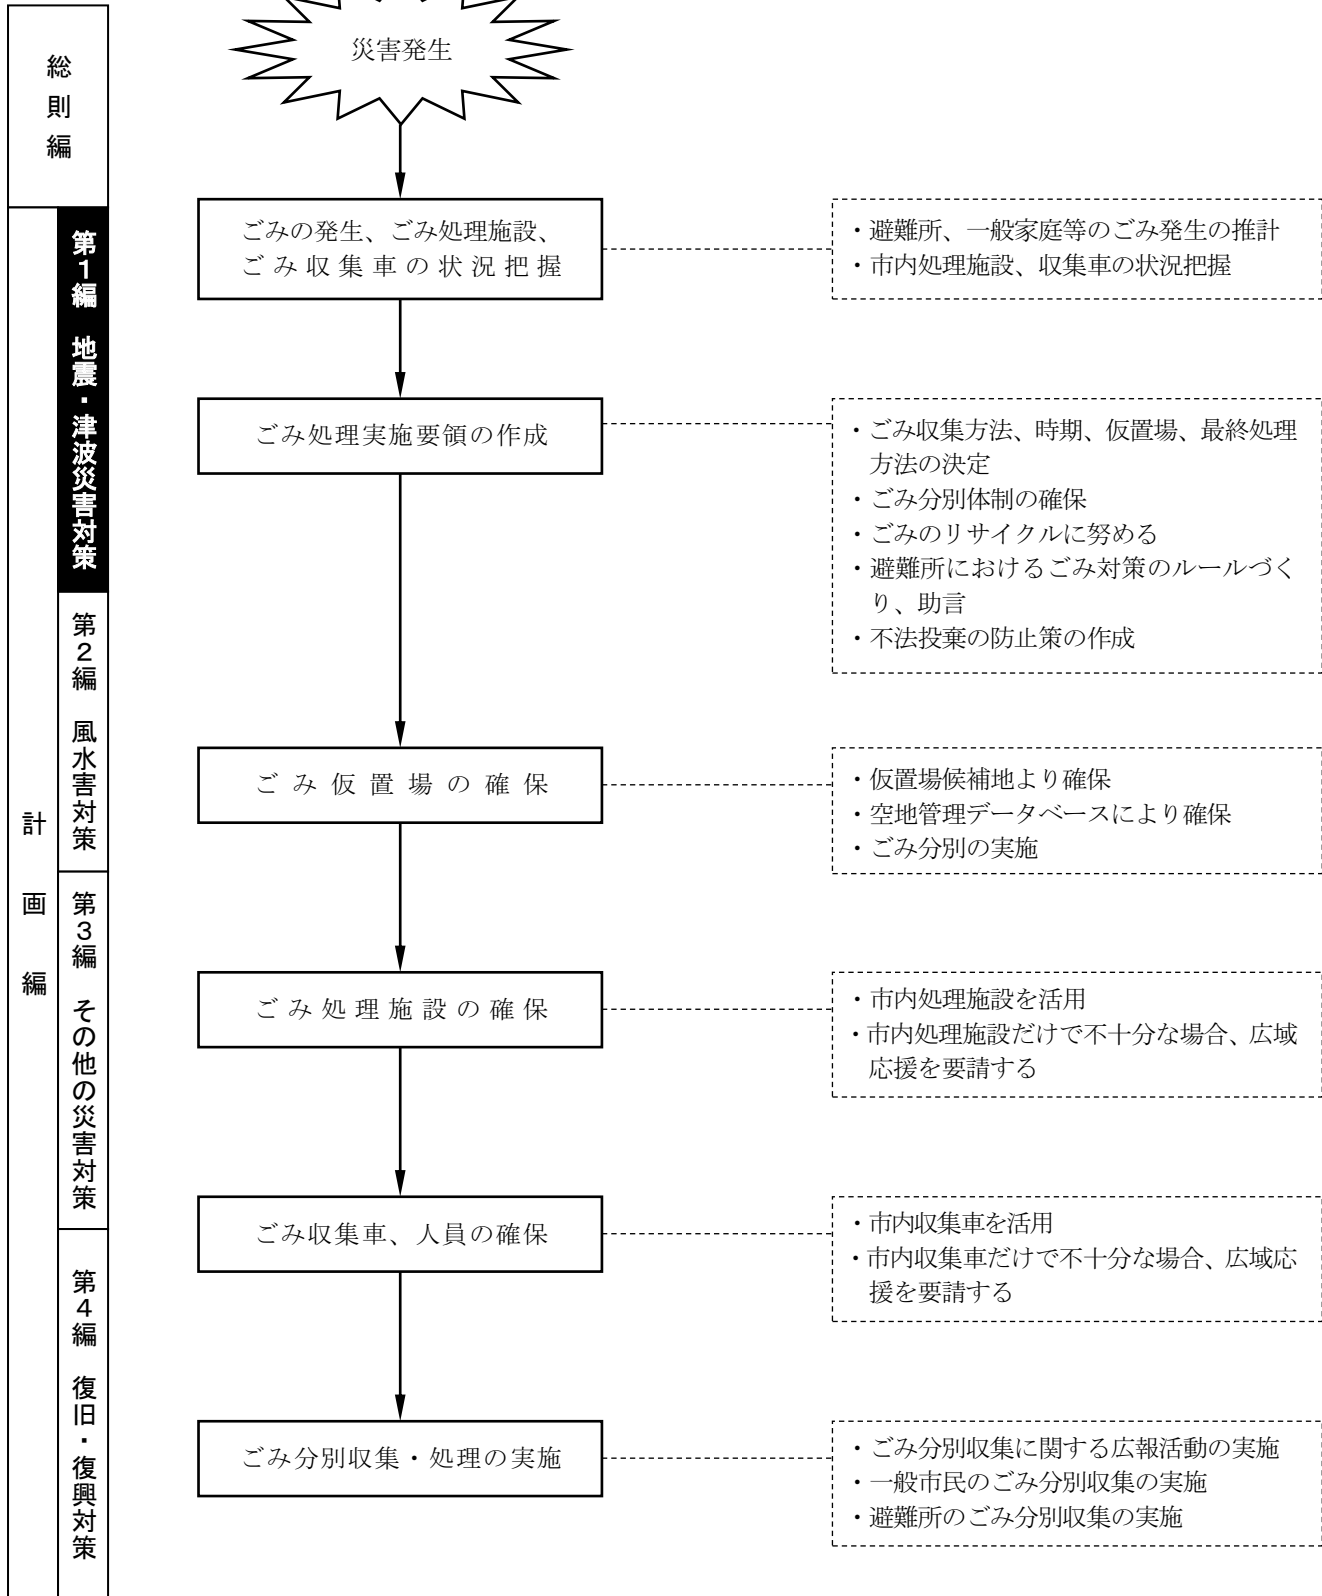 総則編
計画編
第1編 地震・津波災害対策
第2編 風水害対策
第3編 その他の災害対策
第4編 復旧・復興対策
災害発生
ごみの発生、ごみ処理施設、
ごみ収集車の状況把握
・避難所、一般家庭等のごみ発生の推計
・市内処理施設、収集車の状況把握
ごみ処理実施要領の作成
・ごみ収集方法、時期、仮置場、最終処理
方法の決定
・ごみ分別体制の確保
・ごみのリサイクルに努める
・避難所におけるごみ対策のルールづく
り、助言
・不法投棄の防止策の作成
ごみ仮置場の確保
・仮置場候補地より確保
・空地管理データベースにより確保
・ごみ分別の実施
ごみ処理施設の確保
・市内処理施設を活用
・市内処理施設だけで不十分な場合、広域
応援を要請する
ごみ収集車、人員の確保
・市内収集車を活用
・市内収集車だけで不十分な場合、広域応
援を要請する
ごみ分別収集・処理の実施
・ごみ分別収集に関する広報活動の実施
・一般市民のごみ分別収集の実施
・避難所のごみ分別収集の実施